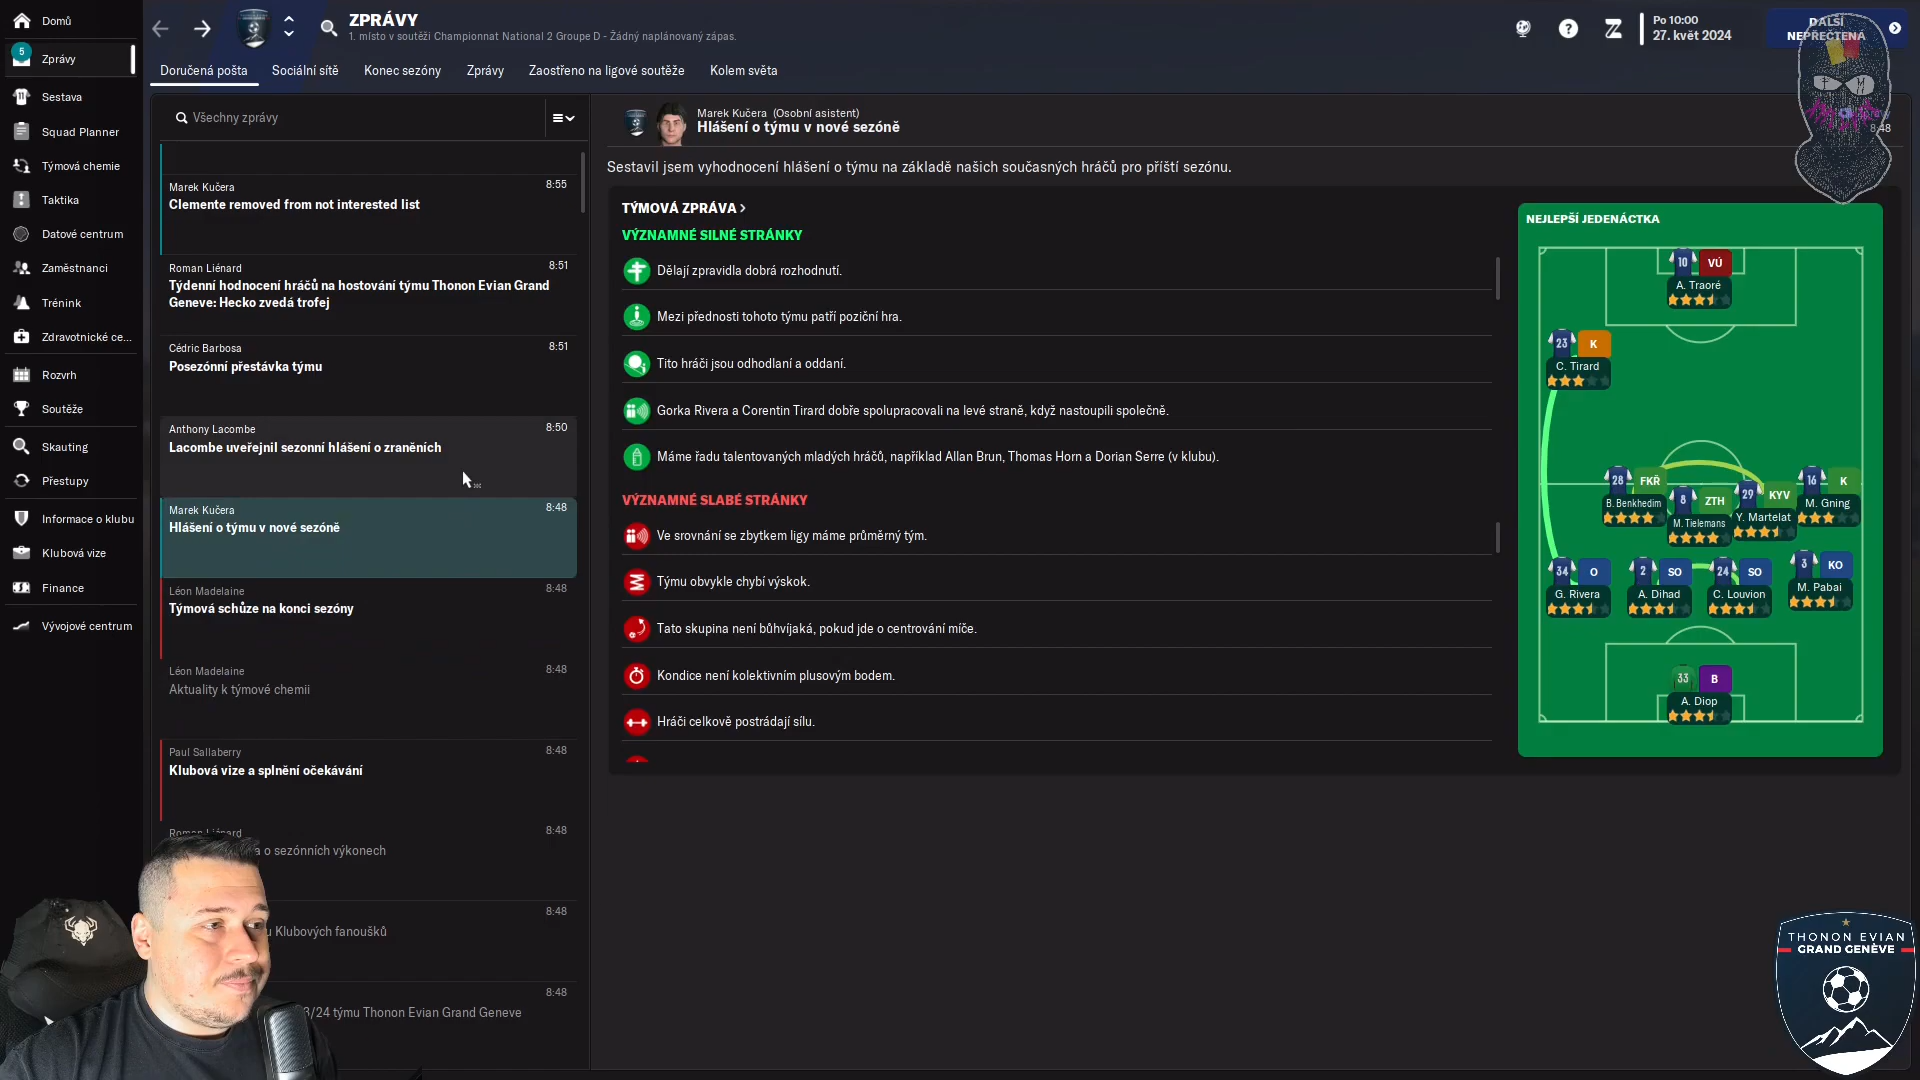 Domů
5
Zprávy
Sestava
Squad Planner
Týmová chemie
Taktika
Datové centrum
Zaměstnanci
Trénink
Zdravotnické ce...
Rozvrh
Soutěže
Skauting
Přestupy
Informace o klubu
Klubová vize
Finance
Vývojové centrum
ZPRÁVY
1. místo v soutěži Championnat National 2 Groupe D - Žádný naplánovaný zápas.
Po 10:00
27. květ 2024
DALŠÍ
NEPŘEČTENÁ
Doručená pošta
Sociální sítě
Konec sezóny
Zprávy
Zaostřeno na ligové soutěže
Kolem světa
Všechny zprávy
Marek Kučera
8:55
Clemente removed from not interested list
Roman Liénard
8:51
Týdenní hodnocení hráčů na hostování týmu Thonon Evian Grand
Geneve: Hecko zvedá trofej
Cédric Barbosa
8:51
Posezónní přestávka týmu
Anthony Lacombe
8:50
Lacombe uveřejnil sezonní hlášení o zraněních
Marek Kučera
8:48
Hlášení o týmu v nové sezóně
Léon Madelaine
8:48
Týmová schůze na konci sezóny
Léon Madelaine
8:48
Aktuality k týmové chemii
Paul Sallaberry
8:48
Klubová vize a splnění očekávání
Roman Liénard
8:48
a o sezónních výkonech
8:48
u Klubových fanoušků
8:48
3/24 týmu Thonon Evian Grand Geneve
Marek Kučera (Osobní asistent)
Hlášení o týmu v nové sezóně
8:48
Sestavil jsem vyhodnocení hlášení o týmu na základě našich současných hráčů pro příští sezónu.
TÝMOVÁ ZPRÁVA
VÝZNAMNÉ SILNÉ STRÁNKY
Dělají zpravidla dobrá rozhodnutí.
Mezi přednosti tohoto týmu patří poziční hra.
Tito hráči jsou odhodlaní a oddaní.
Gorka Rivera a Corentin Tirard dobře spolupracovali na levé straně, když nastoupili společně.
Máme řadu talentovaných mladých hráčů, například Allan Brun, Thomas Horn a Dorian Serre (v klubu).
VÝZNAMNÉ SLABÉ STRÁNKY
Ve srovnání se zbytkem ligy máme průměrný tým.
Týmu obvykle chybí výskok.
Tato skupina není bůhvíjaká, pokud jde o centrování míče.
Kondice není kolektivním plusovým bodem.
Hráči celkově postrádají sílu.
NEJLEPŠÍ JEDENÁCTKA
10 VÚ
A. Traoré
23 K
C. Tirard
28 FKŘ
B. Benkhedim
8 ZTH
M. Tielemans
29 KYV
Y. Martelat
16 K
M. Gning
34 O
G. Rivera
2 SO
A. Dihad
24 SO
C. Louvion
3 KO
M. Pabai
33 B
A. Diop
THONON EVIAN
GRAND GENÈVE